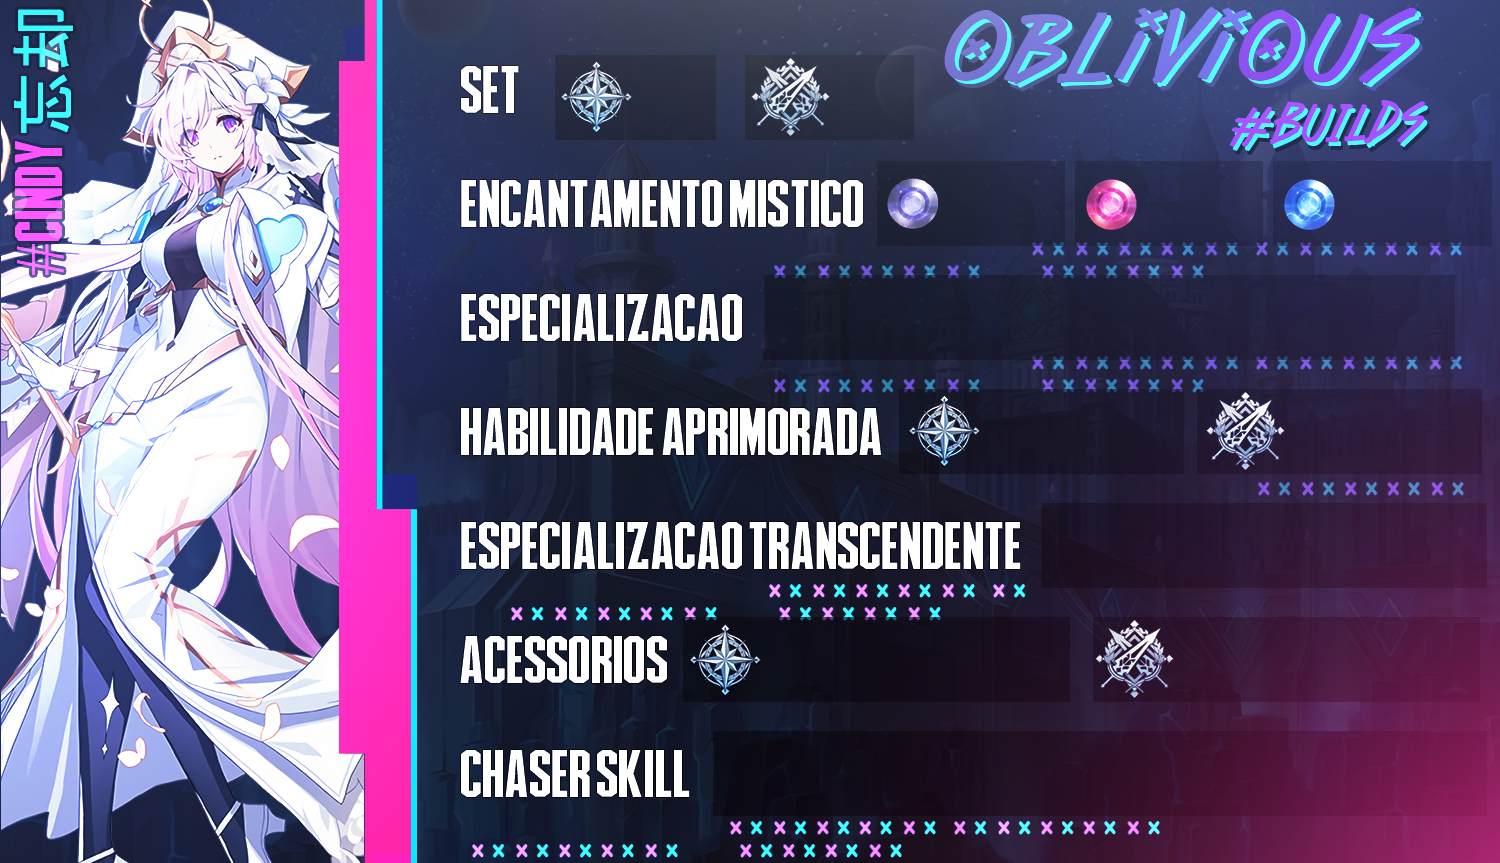 #CINDY 忘却
OBLIVIOUS
#BUILDS
SET
ENCANTAMENTO MISTICO
ESPECIALIZACAO
HABILIDADE APRIMORADA
ESPECIALIZACAO TRANSCENDENTE
ACESSORIOS
CHASER SKILL